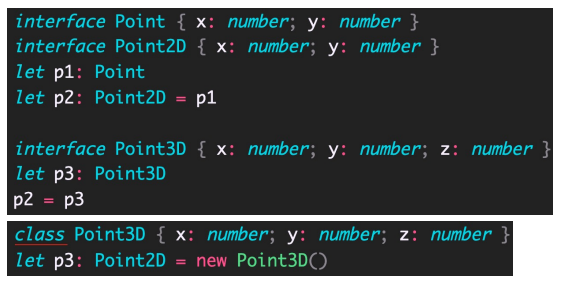 interface Point { x: number; y: number }
interface Point2D { x: number; y: number }
let p1: Point
let p2: Point2D = p1
interface Point3D { x: number; y: number; z: number }
let p3: Point3D
p2 = p3
class Point3D { x: number; y: number; z: number }
let p3: Point2D = new Point3D()